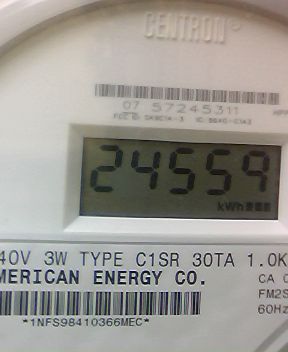 CENTRON
07 57245311
24559
kWh
40V 3W TYPE C1SR 30TA 1.0K
MERICAN ENERGY CO.
CA
FM2S
60Hz
*1NFS98410366MEC*